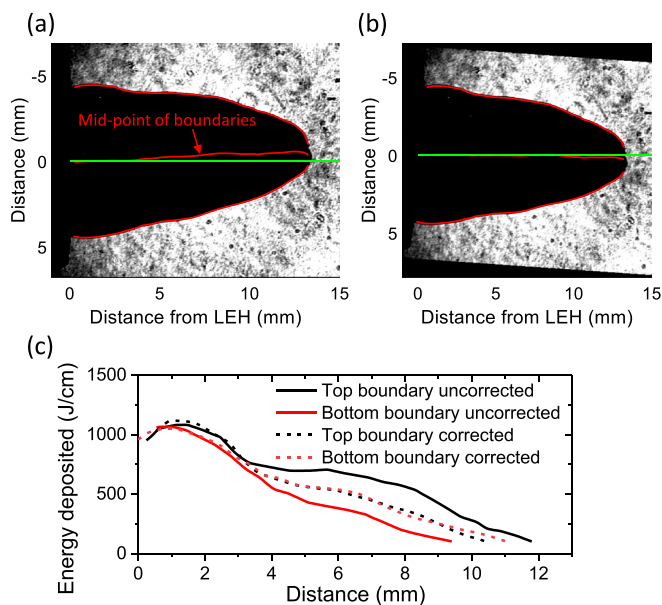 (a)
(b)
-5
0
5
Distance (mm)
Mid-point of boundaries
0
5
10
15
Distance from LEH (mm)
-5
0
5
Distance (mm)
0
5
10
15
Distance from LEH (mm)
(c)
1500
1000
500
0
Energy deposited (J/cm)
Top boundary uncorrected
Bottom boundary uncorrected
Top boundary corrected
Bottom boundary corrected
0
2
4
6
8
10
12
Distance (mm)